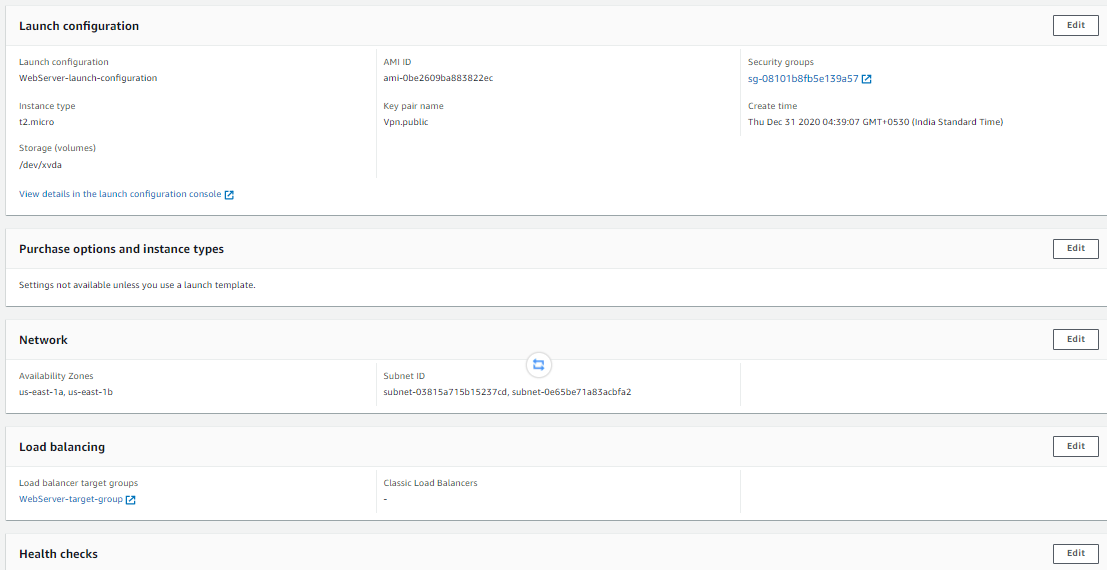 Launch configuration
Edit
Launch configuration
AMI ID
Security groups
WebServer-launch-configuration
ami-0be2609ba883822ec
sg-08101b8fb5e139a57
Instance type
Key pair name
Create time
t2.micro
Vpn.public
Thu Dec 31 2020 04:39:07 GMT+0530 (India Standard Time)
Storage (volumes)
/dev/xvda
View details in the launch configuration console
Purchase options and instance types
Edit
Settings not available unless you use a launch template.
Network
Edit
Availability Zones
Subnet ID
us-east-1a, us-east-1b
subnet-03815a715b15237cd, subnet-0e65be71a83acbfa2
Load balancing
Edit
Load balancer target groups
Classic Load Balancers
WebServer-target-group
-
Health checks
Edit